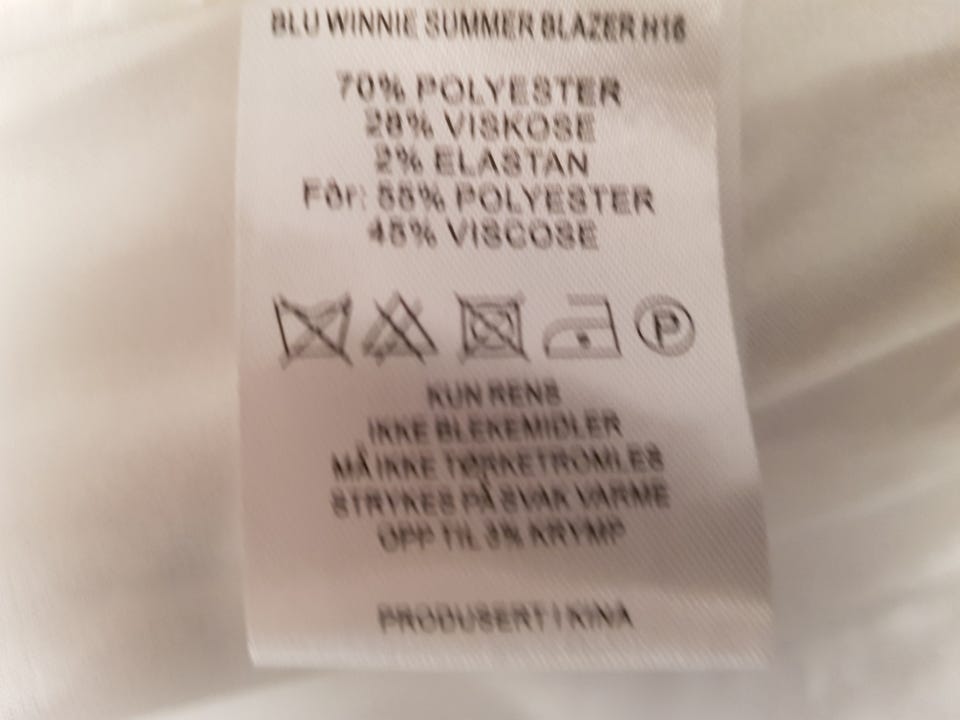 BLU WINNIE SUMMER BLAZER H16
70% POLYESTER
28% VISKOSE
2% ELASTAN
Fôr: 55% POLYESTER
45% VISCOSE
P
KUN RENS
IKKE BLEKEMIDLER
MÅ IKKE TØRKETROMLES
STRYKES PÅ SVAK VARME
OPP TIL 3% KRYMP
PRODUSERT I KINA